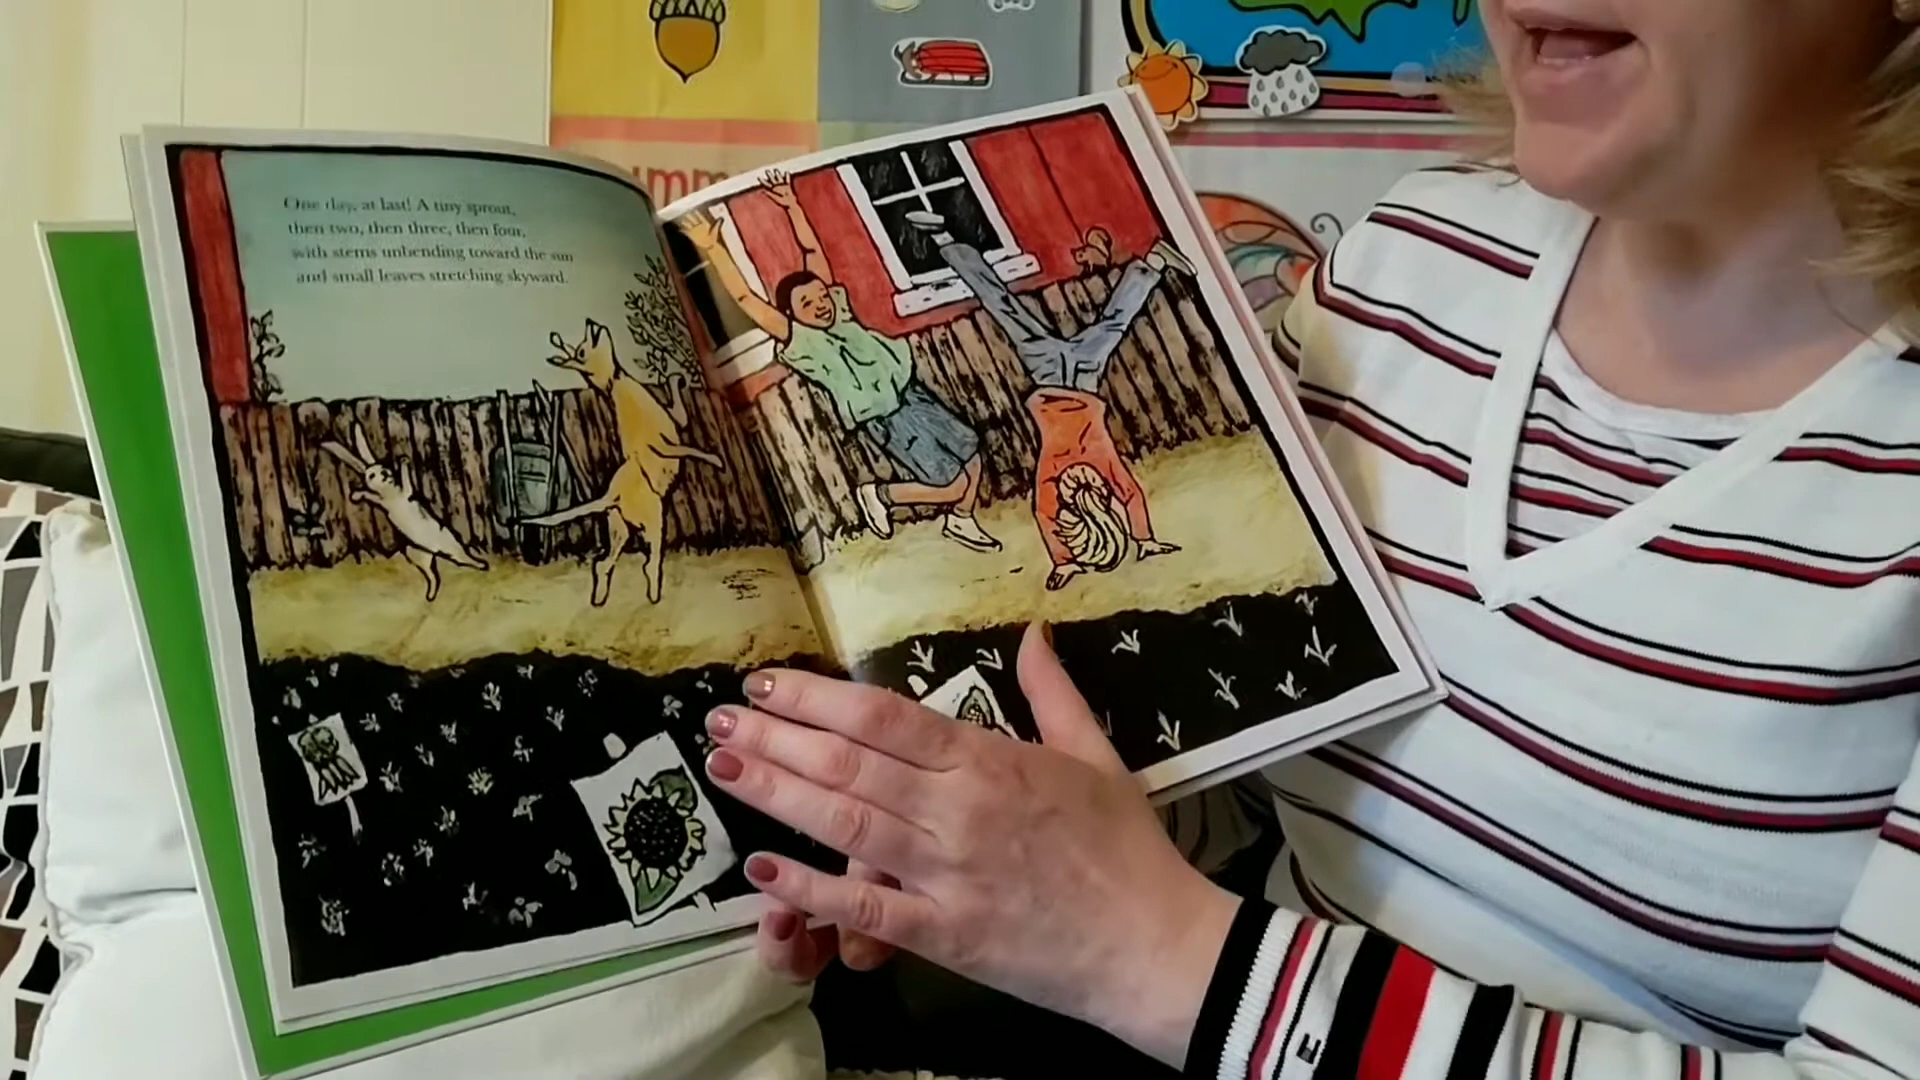 One day, at last! A tiny sprout,
then two, then three, then four,
with stems unbending toward the sun
and small leaves stretching skyward.